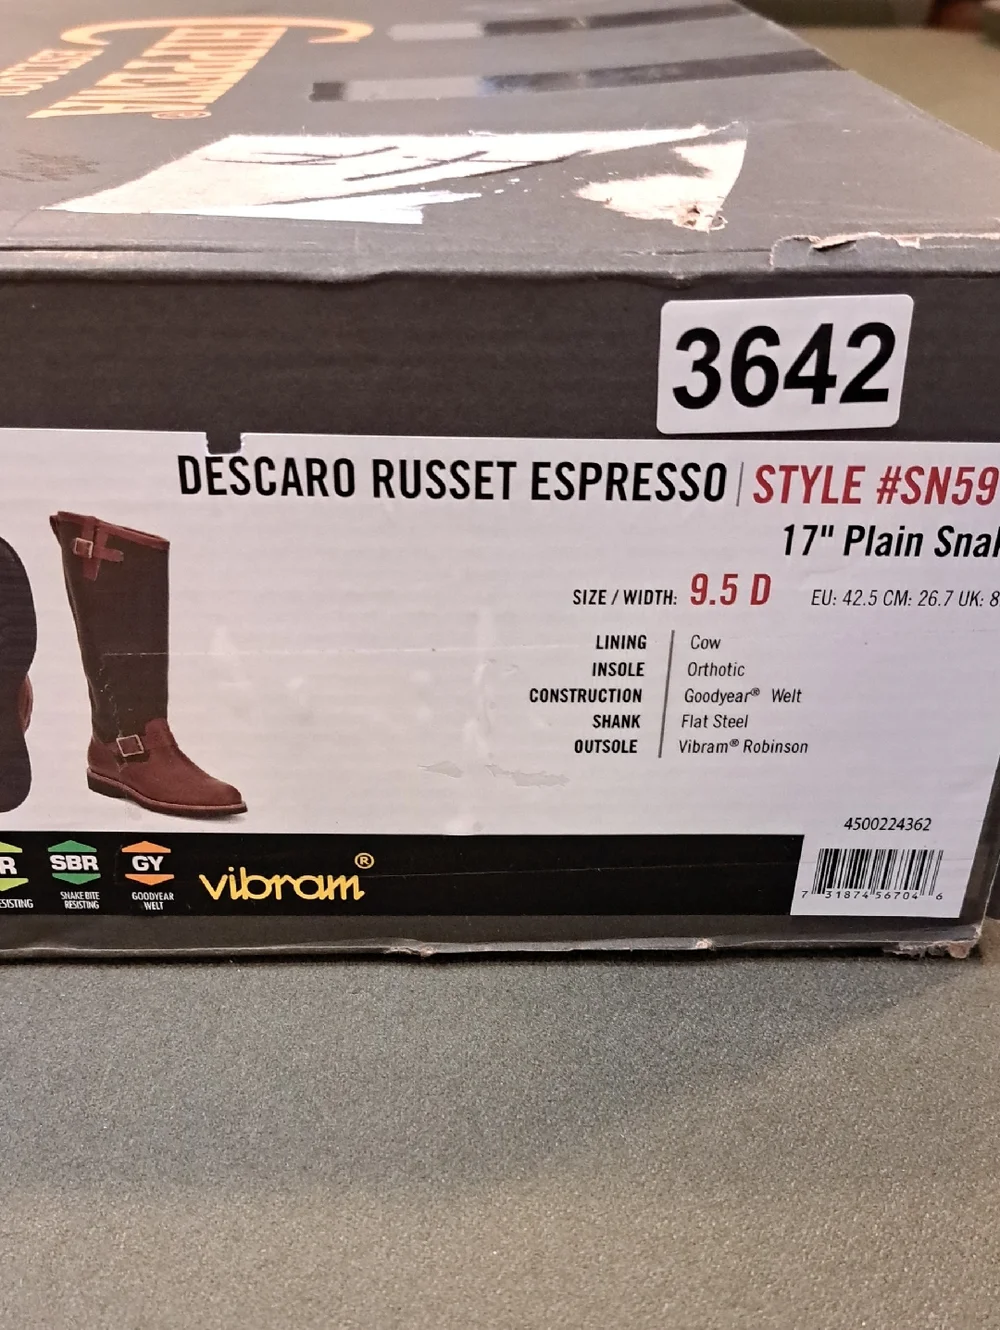 CHIPPEWA®
3642
DESCARO RUSSET ESPRESSO | STYLE #SN59
17" Plain
SIZE / WIDTH: 9.5 D EU: 42.5 CM: 26.7 UK: 8
LINING Cow
INSOLE Orthotic
CONSTRUCTION Goodyear® Welt
SHANK Flat Steel
OUTSOLE Vibram® Robinson
4500224362
SBR
SNAKE BITE
RESISTING
GY
GOODYEAR
WELT
vibram®
7 31874 56704 6